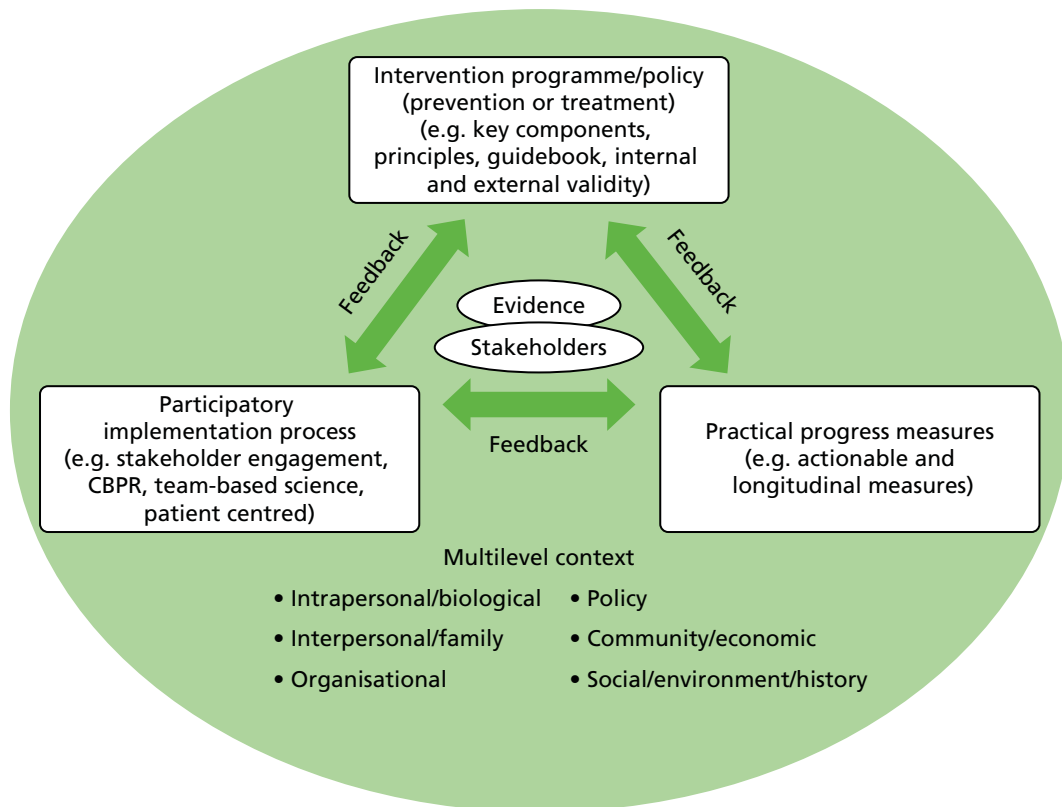 Intervention programme/policy
(prevention or treatment)
(e.g. key components,
principles, guidebook, internal
and external validity)
Feedback
Feedback
Evidence
Stakeholders
Feedback
Participatory
implementation process
(e.g. stakeholder engagement,
CBPR, team-based science,
patient centred)
Practical progress measures
(e.g. actionable and
longitudinal measures)
Multilevel context
• Intrapersonal/biological
• Interpersonal/family
• Organisational
• Policy
• Community/economic
• Social/environment/history